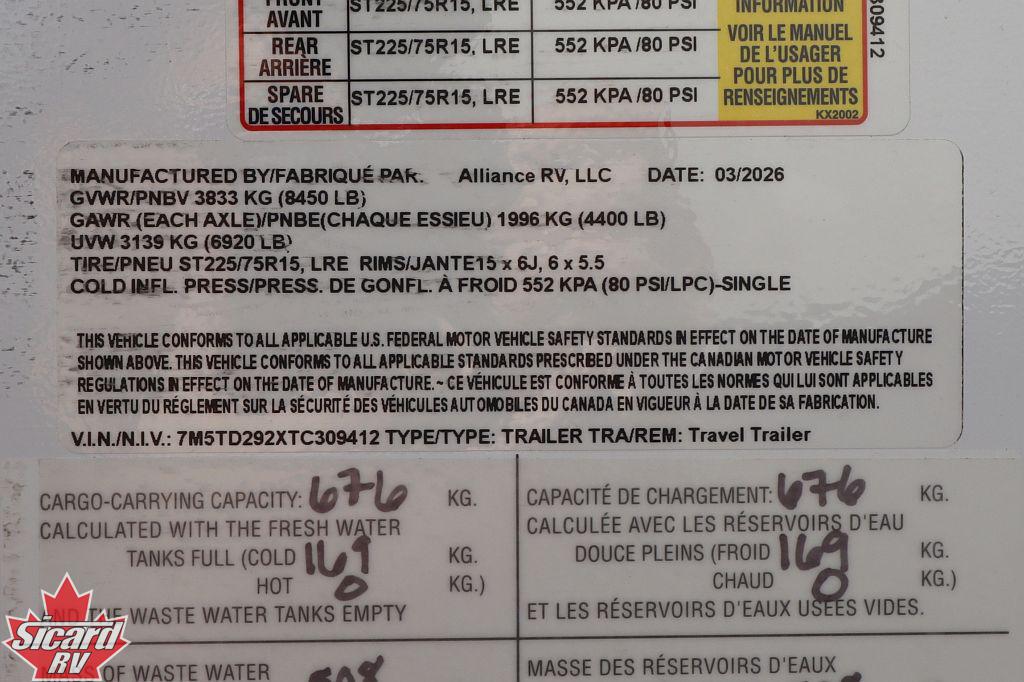 FRONT ST225/75R15, LRE 552 KPA /80 PSI INFORMATION
AVANT
VOIR LE MANUEL
REAR ST225/75R15, LRE 552 KPA /80 PSI DE L'USAGER
ARRIÈRE POUR PLUS DE
SPARE ST225/75R15, LRE 552 KPA /80 PSI RENSEIGNEMENTS
DE SECOURS KX2002
309412
MANUFACTURED BY/FABRIQUÉ PAR. Alliance RV, LLC DATE: 03/2026
GVWR/PNBV 3833 KG (8450 LB)
GAWR (EACH AXLE)/PNBE(CHAQUE ESSIEU) 1996 KG (4400 LB)
UVW 3139 KG (6920 LB)
TIRE/PNEU ST225/75R15, LRE RIMS/JANTE15 x 6J, 6 x 5.5
COLD INFL. PRESS/PRESS. DE GONFL. À FROID 552 KPA (80 PSI/LPC)-SINGLE
THIS VEHICLE CONFORMS TO ALL APPLICABLE U.S. FEDERAL MOTOR VEHICLE SAFETY STANDARDS IN EFFECT ON THE DATE OF MANUFACTURE
SHOWN ABOVE. THIS VEHICLE CONFORMS TO ALL APPLICABLE STANDARDS PRESCRIBED UNDER THE CANADIAN MOTOR VEHICLE SAFETY
REGULATIONS IN EFFECT ON THE DATE OF MANUFACTURE. ~ CE VÉHICULE EST CONFORME À TOUTES LES NORMES QUI LUI SONT APPLICABLES
EN VERTU DU RÉGLEMENT SUR LA SÉCURITÉ DES VÉHICULES AUTOMOBILES DU CANADA EN VIGUEUR À LA DATE DE SA FABRICATION.
V.I.N./N.I.V.: 7M5TD292XTC309412 TYPE/TYPE: TRAILER TRA/REM: Travel Trailer
CARGO-CARRYING CAPACITY: 676 KG.
CALCULATED WITH THE FRESH WATER
TANKS FULL (COLD 169 KG.
HOT 0 KG.)
AND THE WASTE WATER TANKS EMPTY
MASS OF WASTE WATER
CAPACITÉ DE CHARGEMENT: 676 KG.
CALCULÉE AVEC LES RÉSERVOIRS D'EAU
DOUCE PLEINS (FROID 169 KG.
CHAUD 0 KG.)
ET LES RÉSERVOIRS D'EAUX USÉES VIDES.
MASSE DES RÉSERVOIRS D'EAUX
Sicard
RV